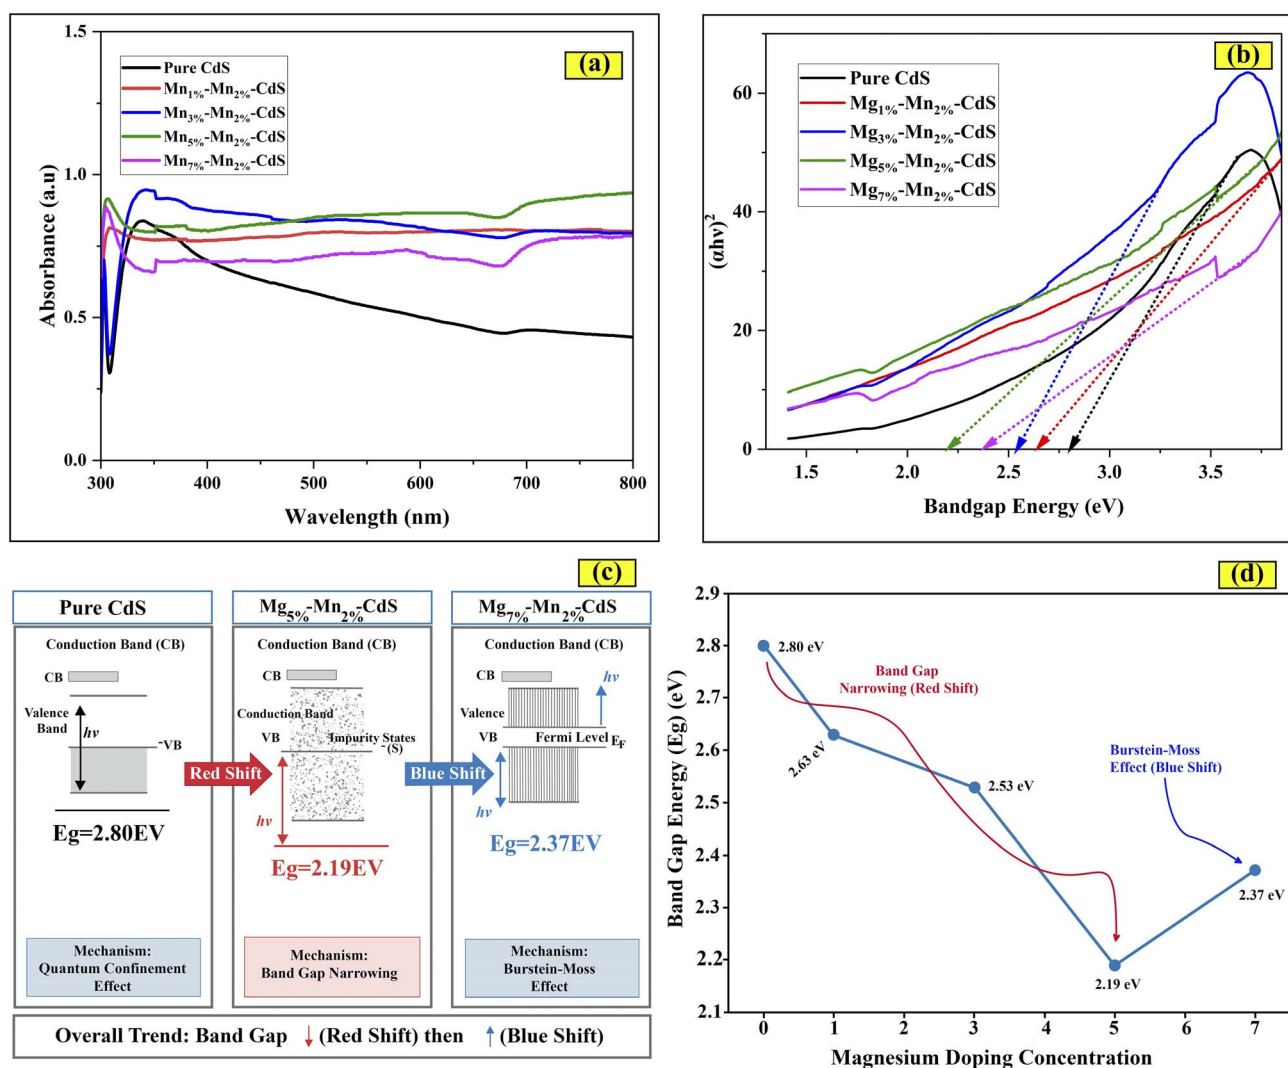 (a)
1.5
1.0
0.5
0.0
Absorbance (a.u)
Pure CdS
Mn1%-Mn2%-CdS
Mn3%-Mn2%-CdS
Mn5%-Mn2%-CdS
Mn7%-Mn2%-CdS
300 400 500 600 700 800
Wavelength (nm)
(b)
60
40
20
0
(αhν)²
Pure CdS
Mg1%-Mn2%-CdS
Mg3%-Mn2%-CdS
Mg5%-Mn2%-CdS
Mg7%-Mn2%-CdS
1.5 2.0 2.5 3.0 3.5
Bandgap Energy (eV)
(c)
Pure CdS
Conduction Band (CB)
CB
Valence
Band
hν
-VB
Eg=2.80EV
Mechanism:
Quantum Confinement
Effect
Red Shift
Mg5%-Mn2%-CdS
Conduction Band (CB)
CB
Conduction Band
VB
Impurity States
-(S)
hν
Eg=2.19EV
Mechanism:
Band Gap Narrowing
Blue Shift
Mg7%-Mn2%-CdS
Conduction Band (CB)
CB
hν
Valence
VB
Fermi Level EF
hν
Eg=2.37EV
Mechanism:
Burstein-Moss
Effect
Overall Trend: Band Gap ↓ (Red Shift) then ↑ (Blue Shift)
(d)
2.9
2.8
2.7
2.6
2.5
2.4
2.3
2.2
2.1
Band Gap Energy (Eg) (eV)
2.80 eV
2.63 eV
2.53 eV
2.19 eV
2.37 eV
Band Gap
Narrowing (Red Shift)
Burstein-Moss
Effect (Blue Shift)
0 1 2 3 4 5 6 7
Magnesium Doping Concentration